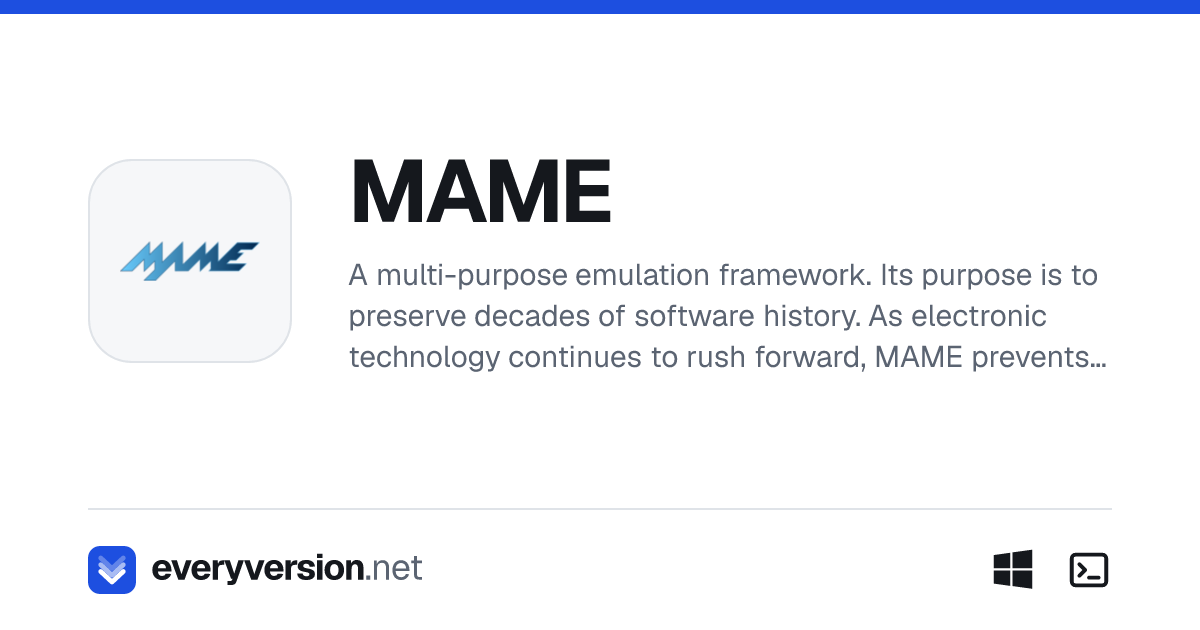 MAME
MAME
A multi-purpose emulation framework. Its purpose is to
preserve decades of software history. As electronic
technology continues to rush forward, MAME prevents...
everyversion.net